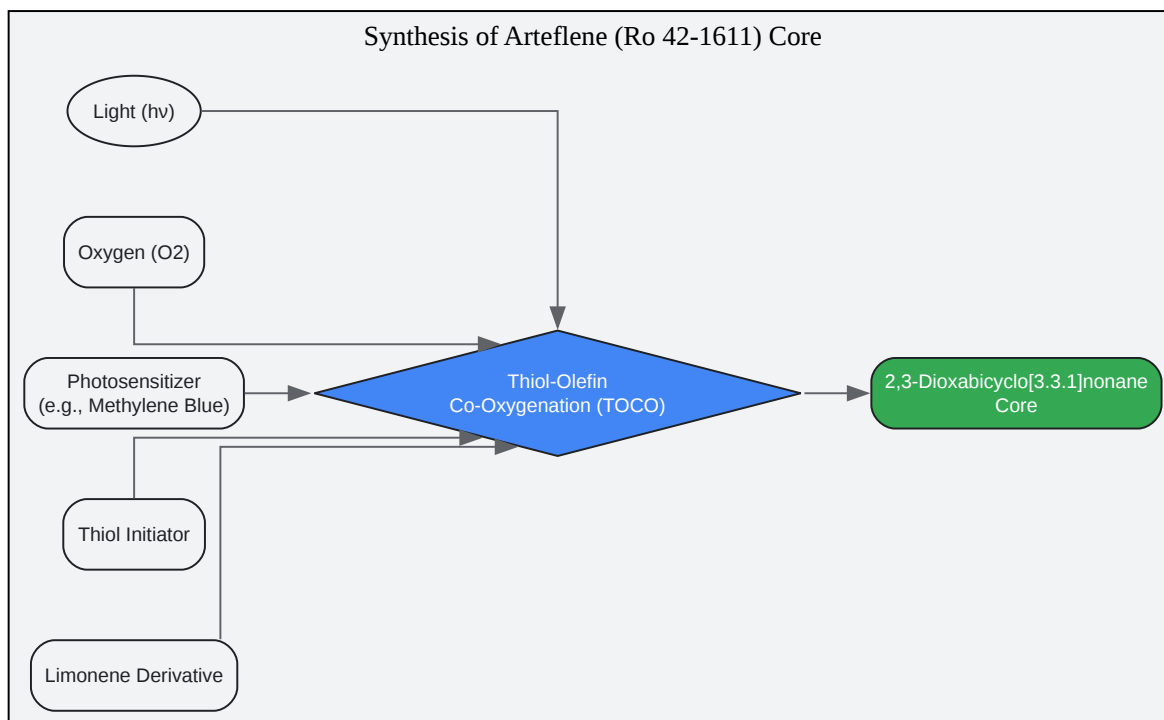 Synthesis of Arteflene (Ro 42-1611) Core
Light (hν)
Oxygen (O2)
Photosensitizer
(e.g., Methylene Blue)
Thiol-Olefin
Co-Oxygenation (TOCO)
2,3-Dioxabicyclo[3.3.1]nonane
Core
Thiol Initiator
Limonene Derivative